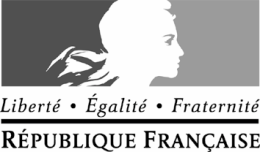 Liberté • Égalité • Fraternité
RÉPUBLIQUE FRANÇAISE